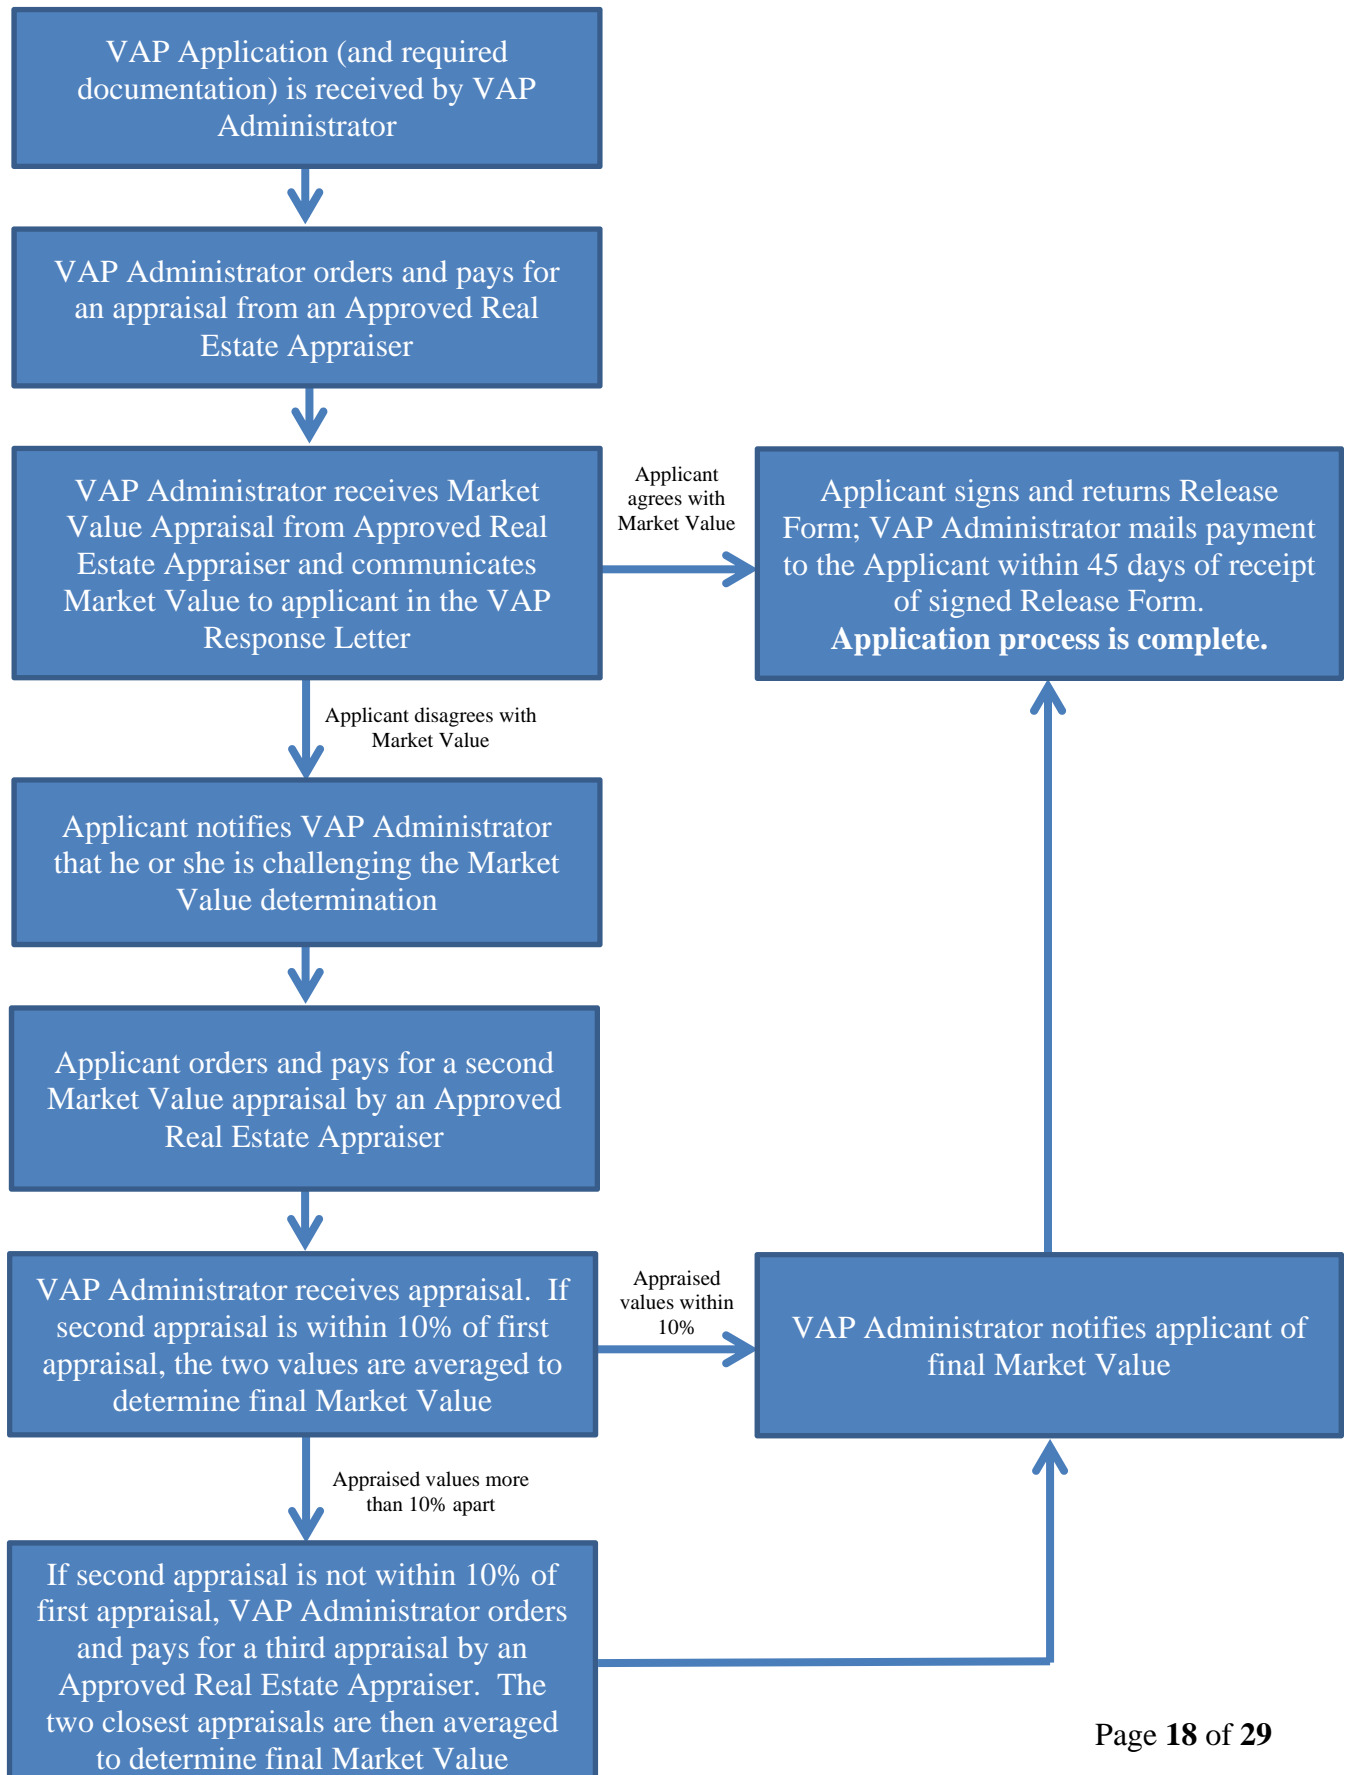 VAP Application (and required
documentation) is received by VAP
Administrator
VAP Administrator orders and pays for
an appraisal from an Approved Real
Estate Appraiser
VAP Administrator receives Market
Value Appraisal from Approved Real
Estate Appraiser and communicates
Market Value to applicant in the VAP
Response Letter
Applicant
agrees with
Market Value
Applicant signs and returns Release
Form; VAP Administrator mails payment
to the Applicant within 45 days of receipt
of signed Release Form.
Application process is complete.
Applicant disagrees with
Market Value
Applicant notifies VAP Administrator
that he or she is challenging the Market
Value determination
Applicant orders and pays for a second
Market Value appraisal by an Approved
Real Estate Appraiser
VAP Administrator receives appraisal.  If
second appraisal is within 10% of first
appraisal, the two values are averaged to
determine final Market Value
Appraised
values within
10%
VAP Administrator notifies applicant of
final Market Value
Appraised values more
than 10% apart
If second appraisal is not within 10% of
first appraisal, VAP Administrator orders
and pays for a third appraisal by an
Approved Real Estate Appraiser.  The
two closest appraisals are then averaged
to determine final Market Value
Page 18 of 29